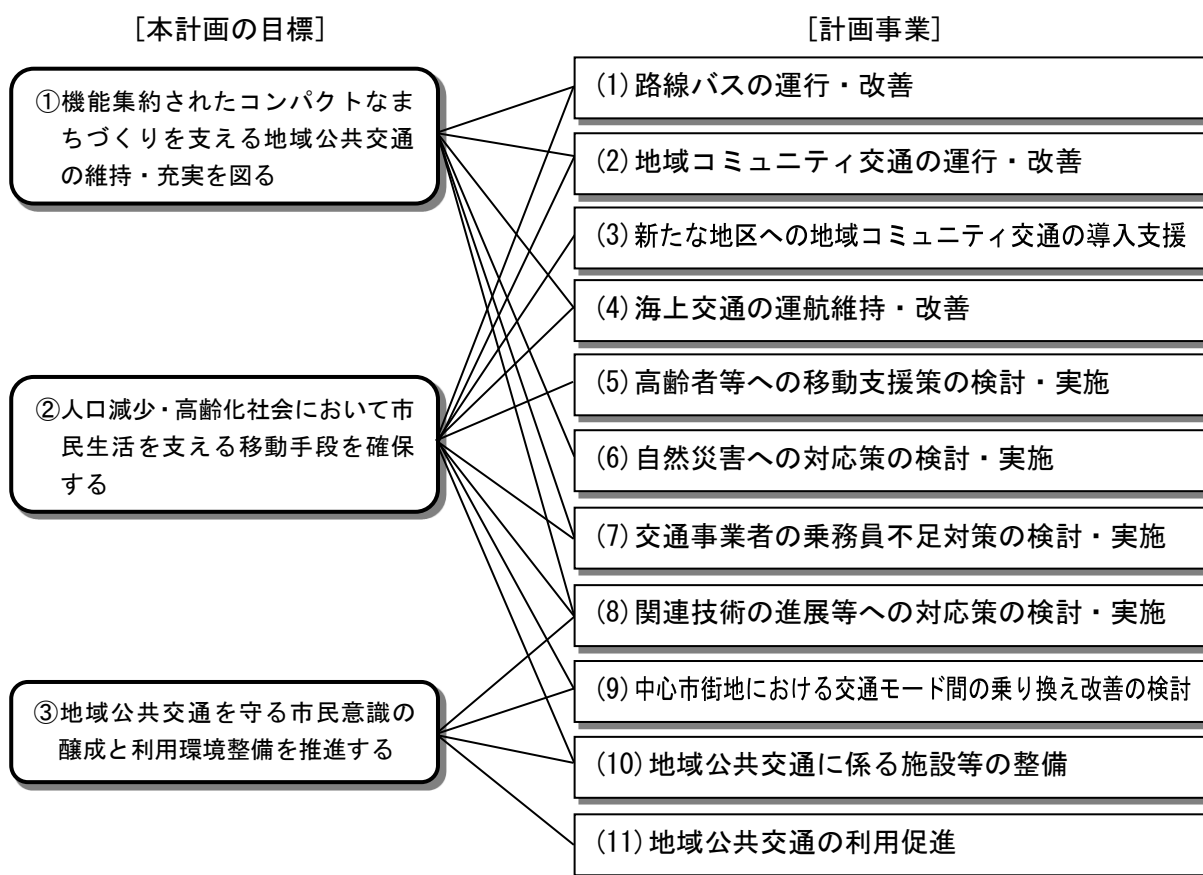 [本計画の目標]
①機能集約されたコンパクトなま
ちづくりを支える地域公共交通
の維持・充実を図る
②人口減少・高齢化社会において市
民生活を支える移動手段を確保
する
③地域公共交通を守る市民意識の
醸成と利用環境整備を推進する
[計画事業]
(1)路線バスの運行・改善
(2)地域コミュニティ交通の運行・改善
(3)新たな地区への地域コミュニティ交通の導入支援
(4)海上交通の運航維持・改善
(5)高齢者等への移動支援策の検討・実施
(6)自然災害への対応策の検討・実施
(7)交通事業者の乗務員不足対策の検討・実施
(8)関連技術の進展等への対応策の検討・実施
(9)中心市街地における交通モード間の乗り換え改善の検討
(10)地域公共交通に係る施設等の整備
(11)地域公共交通の利用促進